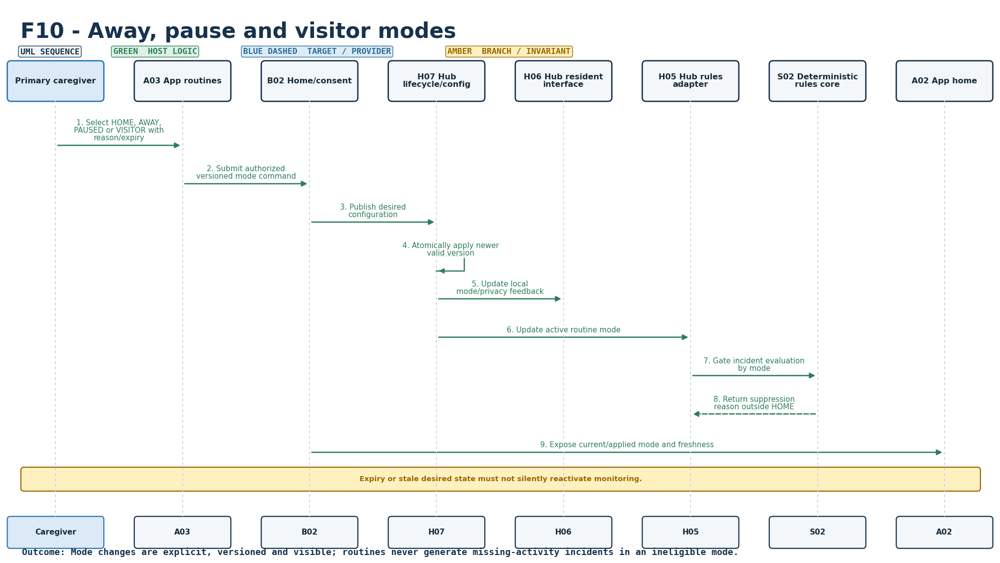 F10 - Away, pause and visitor modes
UML SEQUENCE
GREEN  HOST LOGIC
BLUE DASHED  TARGET / PROVIDER
AMBER  BRANCH / INVARIANT
Primary caregiver
A03 App routines
B02 Home/consent
H07 Hub
lifecycle/config
H06 Hub resident
interface
H05 Hub rules
adapter
S02 Deterministic
rules core
A02 App home
1. Select HOME, AWAY,
PAUSED or VISITOR with
reason/expiry
2. Submit authorized
versioned mode command
3. Publish desired
configuration
4. Atomically apply newer
valid version
5. Update local
mode/privacy feedback
6. Update active routine mode
7. Gate incident evaluation
by mode
8. Return suppression
reason outside HOME
9. Expose current/applied mode and freshness
Expiry or stale desired state must not silently reactivate monitoring.
Caregiver
A03
B02
H07
H06
H05
S02
A02
Outcome: Mode changes are explicit, versioned and visible; routines never generate missing-activity incidents in an ineligible mode.